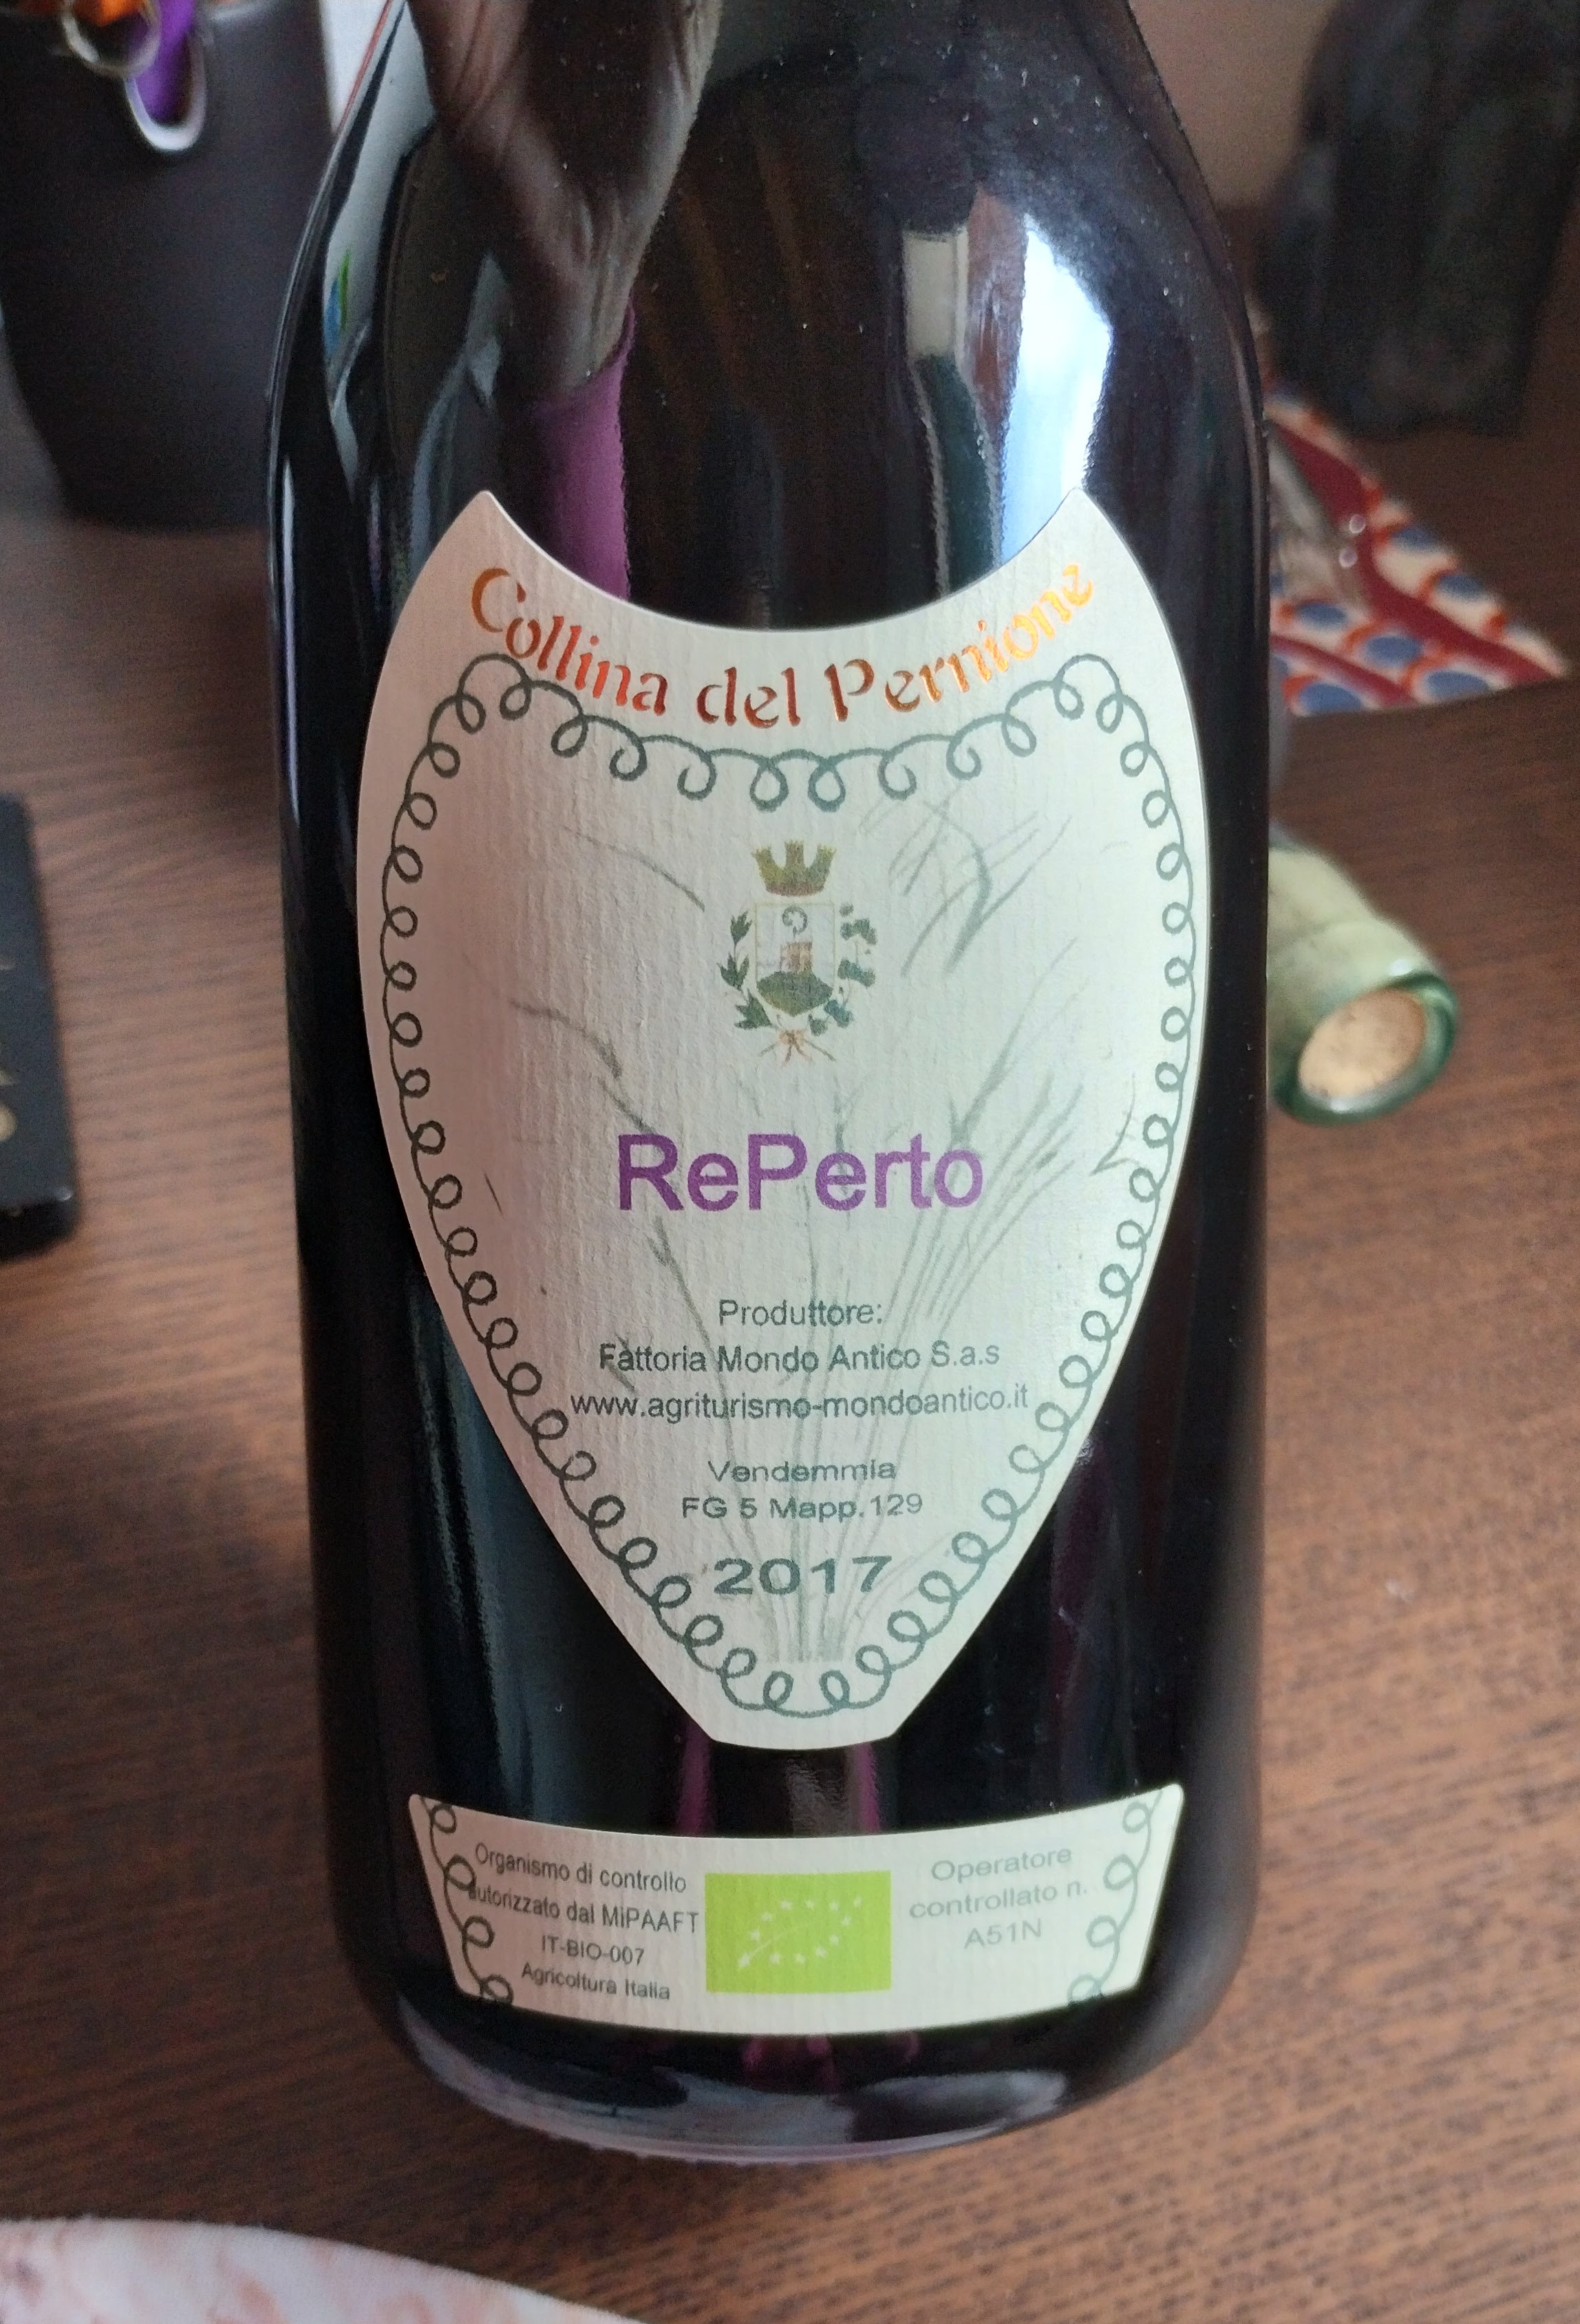 Collina del Pernione
RePerto
Produttore:
Fattoria Mondo Antico S.a.s
www.agriturismo-mondoantico.it
Vendemmia
FG 5 Mapp.129
2017
Organismo di controllo
autorizzato dal MiPAAFT
IT-BIO-007
Agricoltura Italia
Operatore
controllato n.
A51N